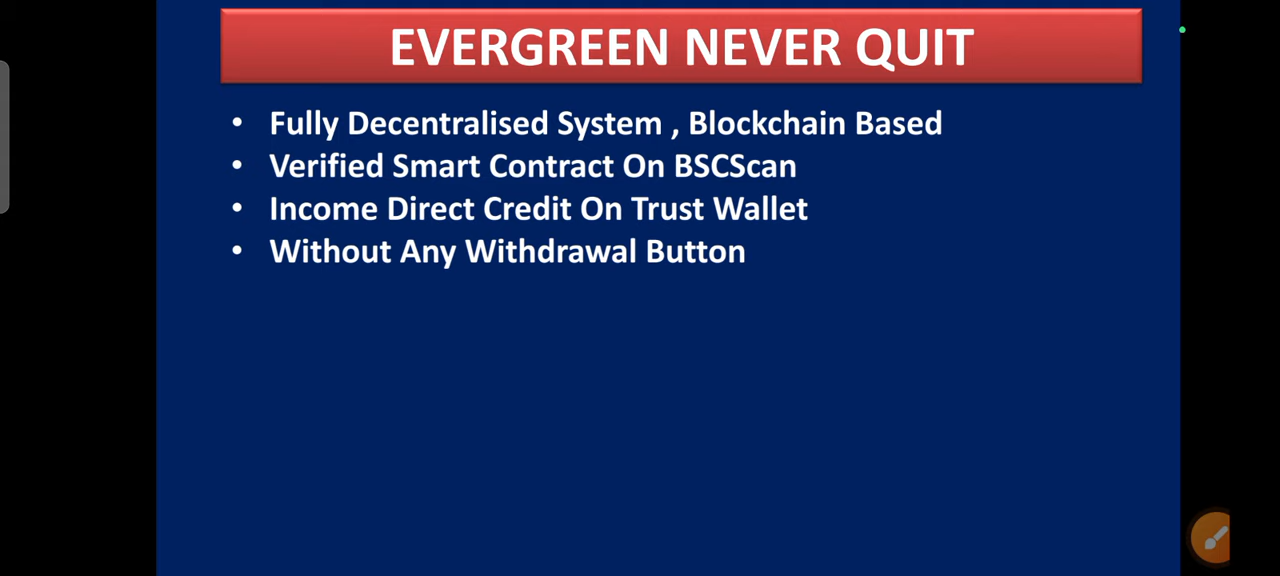 EVERGREEN NEVER QUIT
• Fully Decentralised System , Blockchain Based
• Verified Smart Contract On BSCScan
• Income Direct Credit On Trust Wallet
• Without Any Withdrawal Button